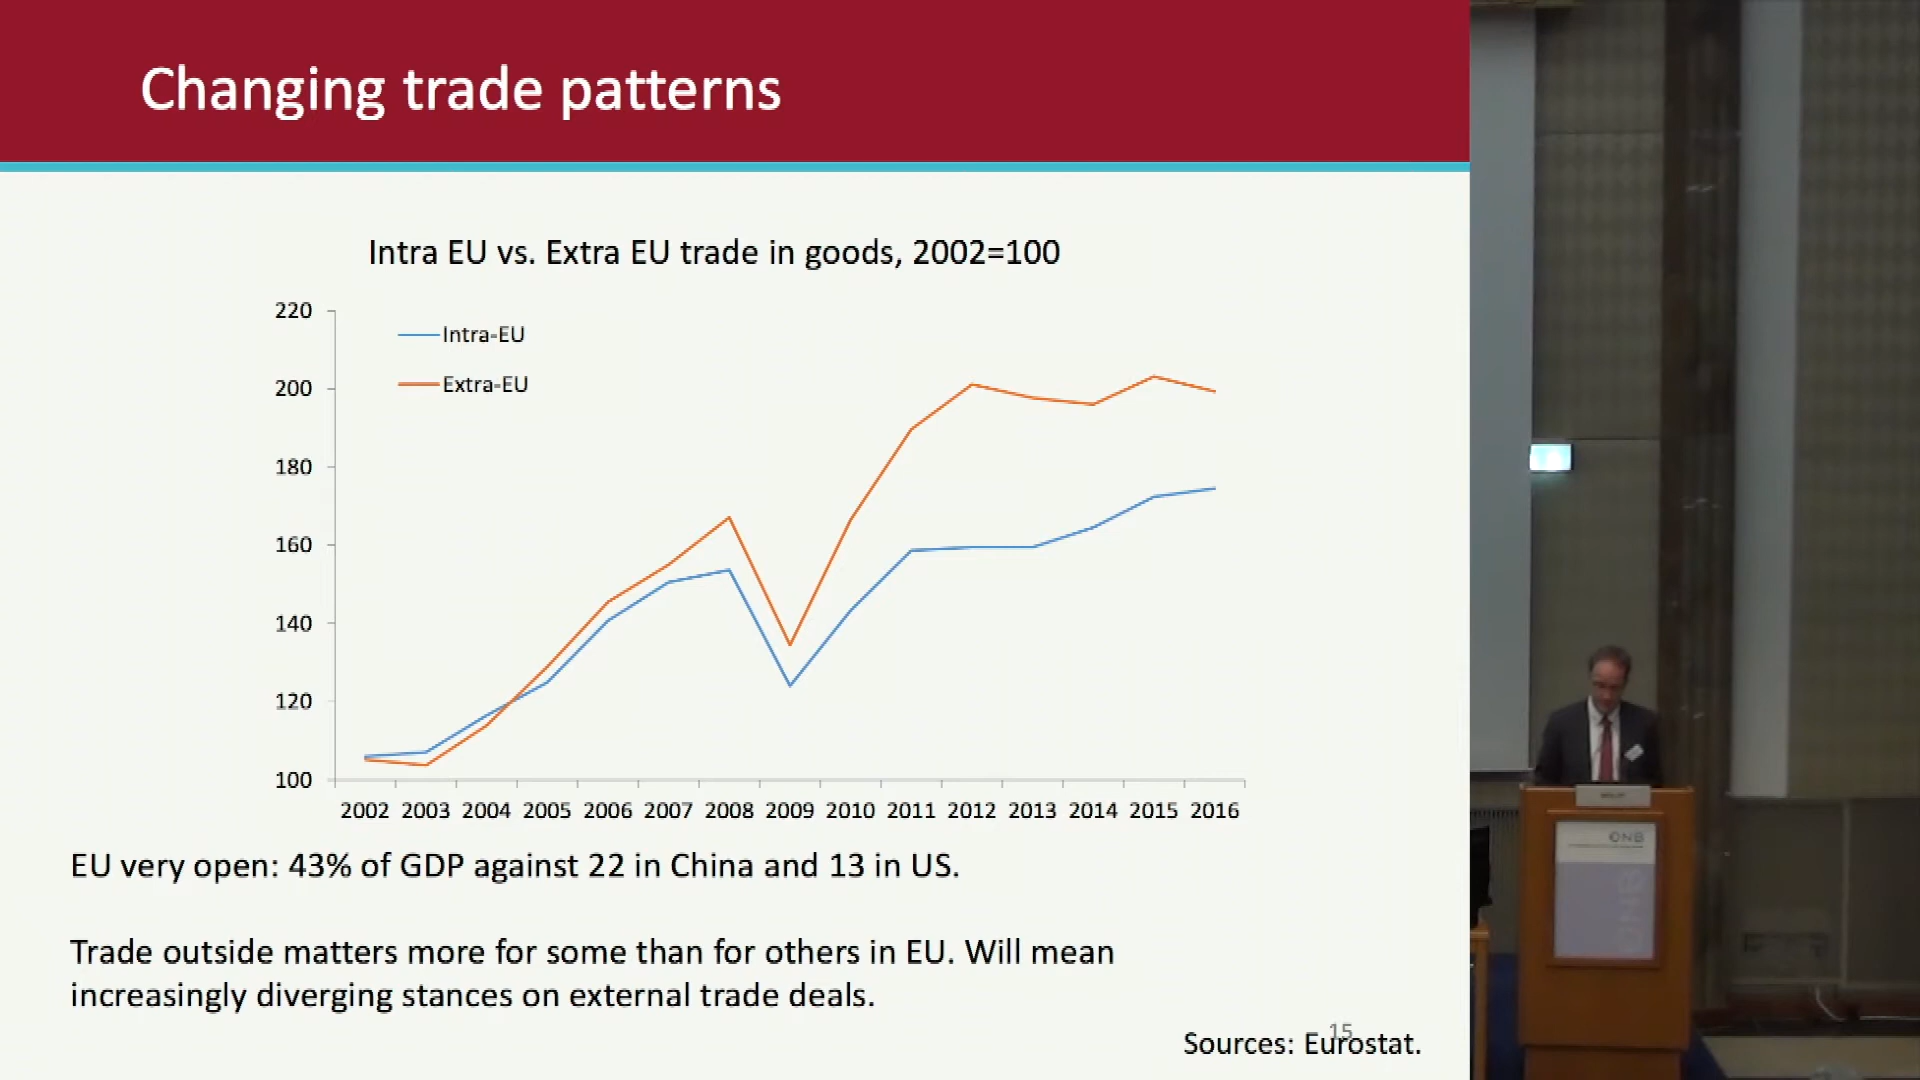 Changing trade patterns
Intra EU vs. Extra EU trade in goods, 2002=100
220
Intra-EU
200
Extra-EU
180
160
140
120
100
2002 2003 2004 2005 2006 2007 2008 2009 2010 2011 2012 2013 2014 2015 2016
EU very open: 43% of GDP against 22 in China and 13 in US.
Trade outside matters more for some than for others in EU. Will mean
increasingly diverging stances on external trade deals.
15
Sources: Eurostat.
ONB